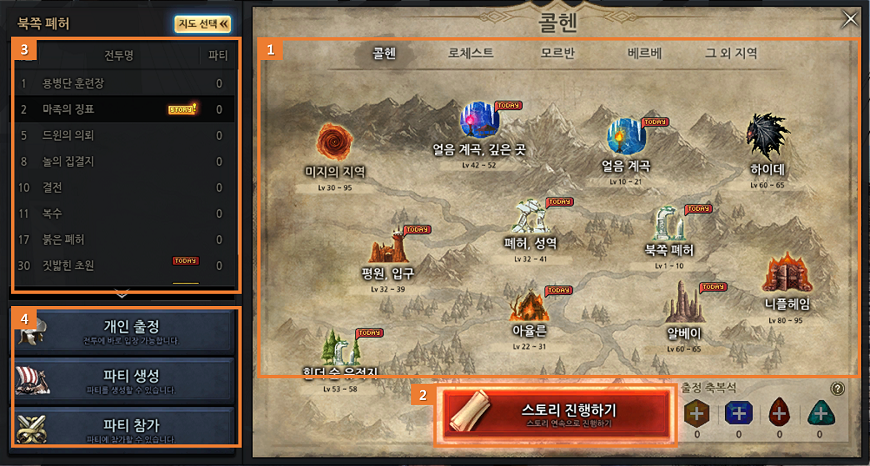 북쪽 폐허
지도 선택
3
전투명 파티
1 용병단 훈련장 0
2 마족의 징표 STORY! 0
5 드윈의 의뢰 0
8 놀의 집결지 0
10 결전 0
11 복수 0
17 붉은 폐허 0
30 짓밟힌 초원 TODAY 0
4
개인 출정
전투에 바로 입장 가능합니다.
파티 생성
파티를 생성할 수 있습니다.
파티 참가
파티에 참가할 수 있습니다.
콜헨
1
콜헨 로체스트 모르반 베르베 그 외 지역
TODAY
얼음 계곡, 깊은 곳
Lv 42 ~ 52
TODAY
얼음 계곡
Lv 10 ~ 21
미지의 지역
Lv 30 ~ 95
하이데
Lv 60 ~ 65
TODAY
폐허, 성역
Lv 32 ~ 41
TODAY
북쪽 폐허
Lv 1 ~ 10
TODAY
평원, 입구
Lv 32 ~ 39
니플헤임
Lv 80 ~ 95
TODAY
아율른
Lv 22 ~ 31
TODAY
알베이
Lv 60 ~ 65
TODAY
힐더 숲 유적지
Lv 53 ~ 58
2
스토리 진행하기
스토리 연속으로 진행하기
출정 축복석 ?
0 0 0 0